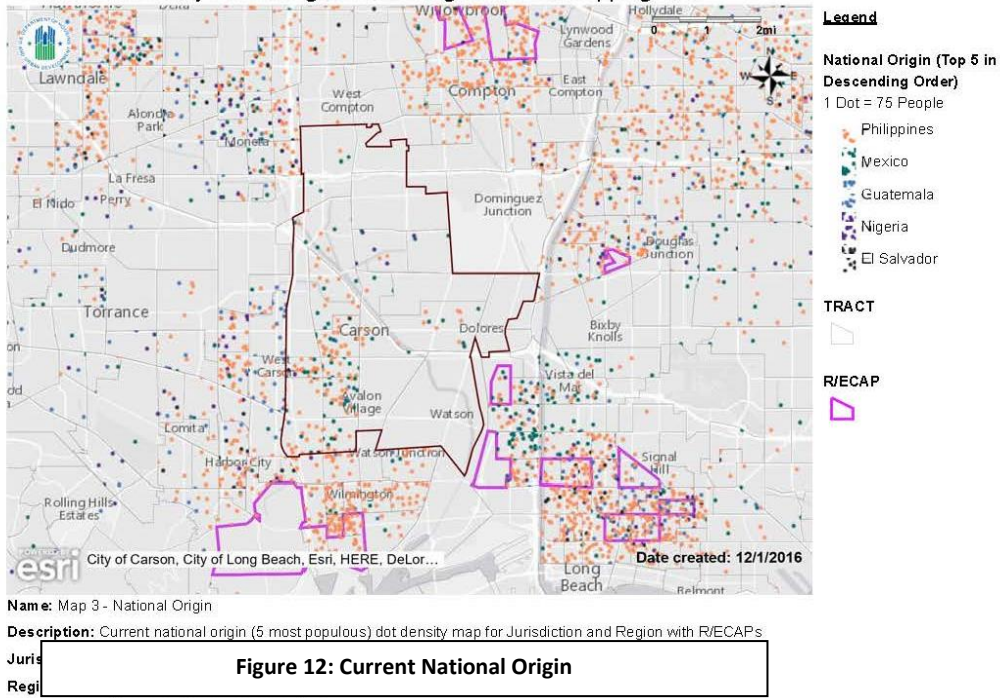 Hollydale
Lynwood
Gardens
0 1 2mi
W E
S
Lawndale
Compton
East
Compton
West
Compton
Alondra
Park
Moneta
La Fresa
El Nido
Perry
Dominguez
Junction
Dudmore
Douglas
Junction
Torrance
Carson
Dolores
Bixby
Knolls
West
Carson
Vista del
Mar
Avalon
Village
Watson
Lomita
Harbor City
Watson Junction
Signal
Hill
Rolling Hills
Estates
Wilmington
POWERED BY
esri
City of Carson, City of Long Beach, Esri, HERE, DeLor…
Date created: 12/1/2016
Long
Beach
Belmont
Legend
National Origin (Top 5 in
Descending Order)
1 Dot = 75 People
Philippines
Mexico
Guatemala
Nigeria
El Salvador
TRACT
R/ECAP
Name: Map 3 - National Origin
Description: Current national origin (5 most populous) dot density map for Jurisdiction and Region with R/ECAPs
Juris
Regi
Figure 12: Current National Origin